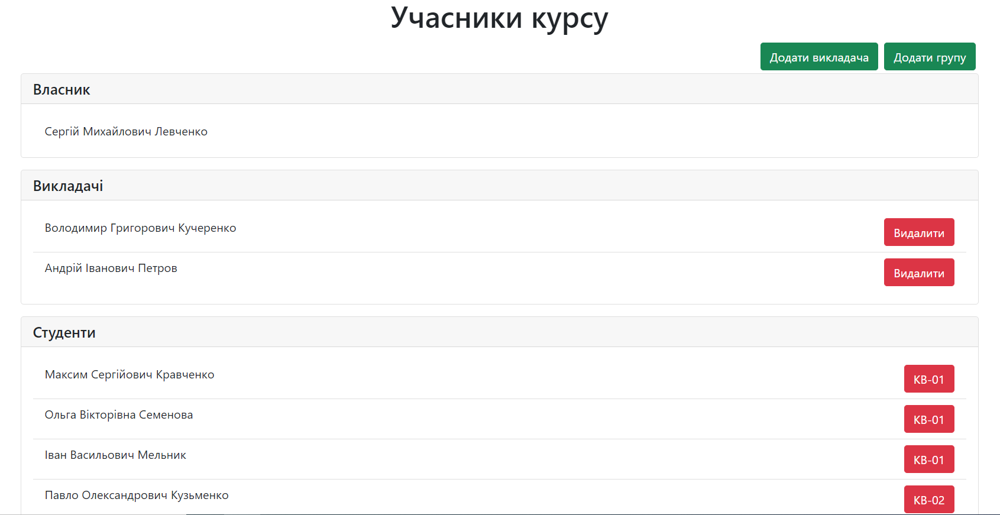 Учасники курсу
Додати викладача Додати групу
Власник
Сергій Михайлович Левченко
Викладачі
Володимир Григорович Кучеренко Видалити
Андрій Іванович Петров Видалити
Студенти
Максим Сергійович Кравченко КВ-01
Ольга Вікторівна Семенова КВ-01
Іван Васильович Мельник КВ-01
Павло Олександрович Кузьменко КВ-02